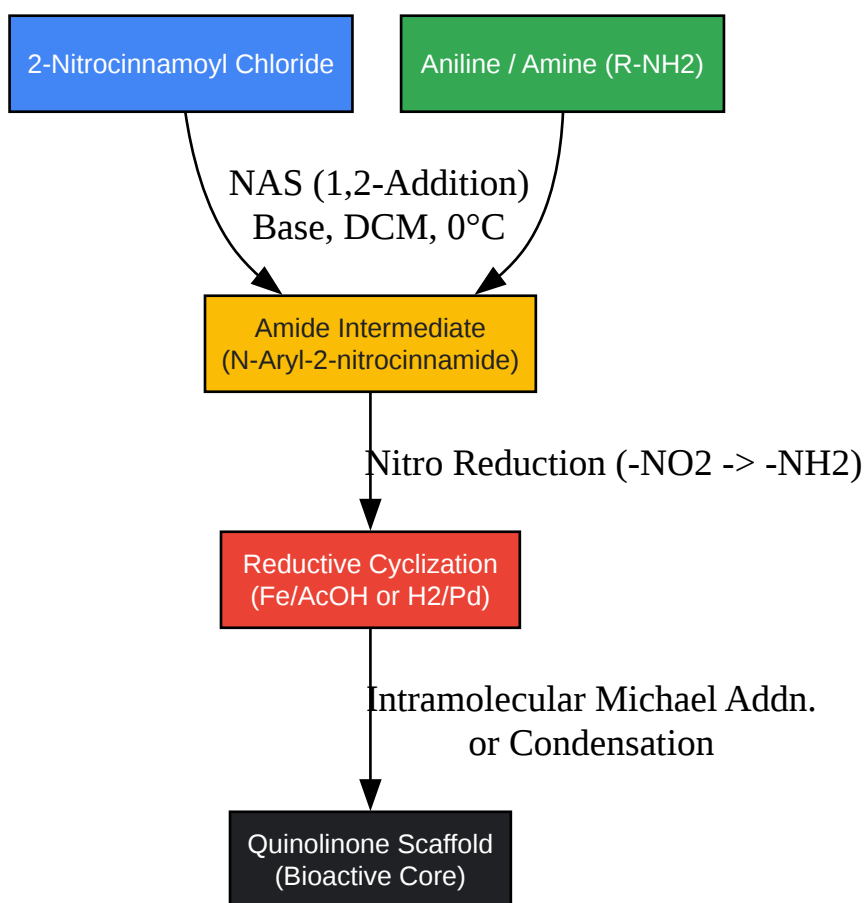 2-Nitrocinnamoyl Chloride
Aniline / Amine (R-NH2)
NAS (1,2-Addition)
Base, DCM, 0°C
Amide Intermediate
(N-Aryl-2-nitrocinnamide)
Nitro Reduction (-NO2 -> -NH2)
Reductive Cyclization
(Fe/AcOH or H2/Pd)
Intramolecular Michael Addn.
or Condensation
Quinolinone Scaffold
(Bioactive Core)